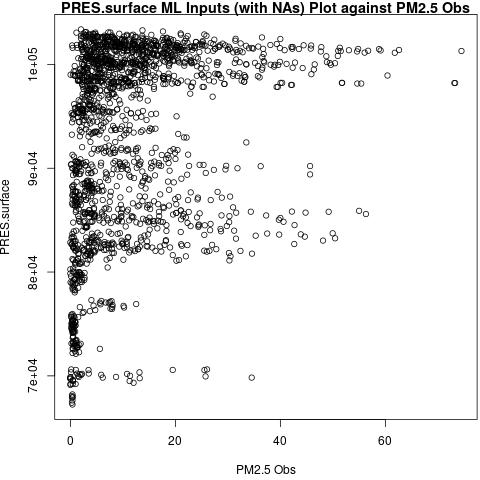 PRES.surface ML Inputs (with NAs) Plot against PM2.5 Obs
1e+05
9e+04
8e+04
7e+04
PRES.surface
0 20 40 60
PM2.5 Obs